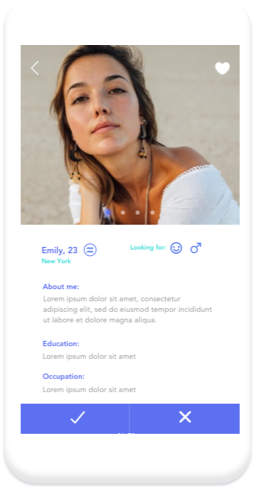 Emily, 23
Looking for:
New York
About me:
Lorem ipsum dolor sit amet, consectetur
adipiscing elit, sed do eiusmod tempor incididunt
ut labore et dolore magna aliqua.
Education:
Lorem ipsum dolor sit amet
Occupation:
Lorem ipsum dolor sit amet